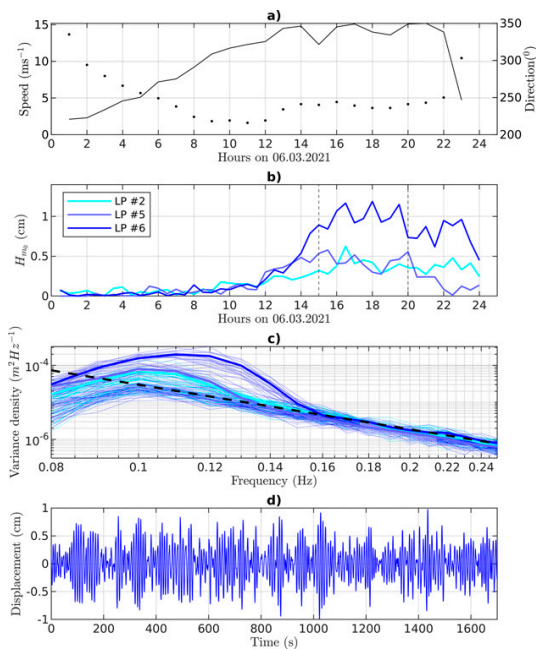 a)
15
10
5
0
Speed (ms⁻¹)
350
300
250
200
Direction(⁰)
0 2 4 6 8 10 12 14 16 18 20 22 24
Hours on 06.03.2021
b)
LP #2
LP #5
LP #6
1
0.5
0
H_{m_0} (cm)
0 2 4 6 8 10 12 14 16 18 20 22 24
Hours on 06.03.2021
c)
10⁻⁴
10⁻⁶
Variance density (m²Hz⁻¹)
0.08 0.1 0.12 0.14 0.16 0.18 0.2 0.22 0.24
Frequency (Hz)
d)
1
0.5
0
-0.5
-1
Displacement (cm)
0 200 400 600 800 1000 1200 1400 1600
Time (s)